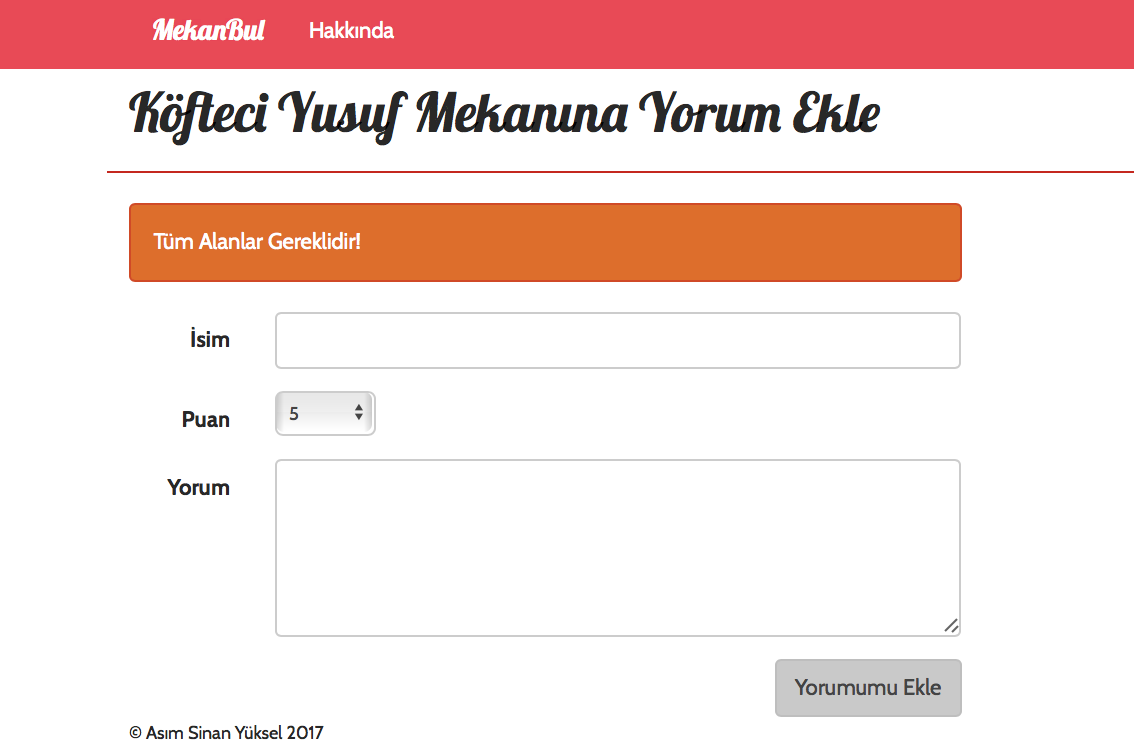 MekanBul Hakkında
Köfteci Yusuf Mekanına Yorum Ekle
Tüm Alanlar Gereklidir!
İsim
Puan 5
Yorum
Yorumumu Ekle
© Asım Sinan Yüksel 2017